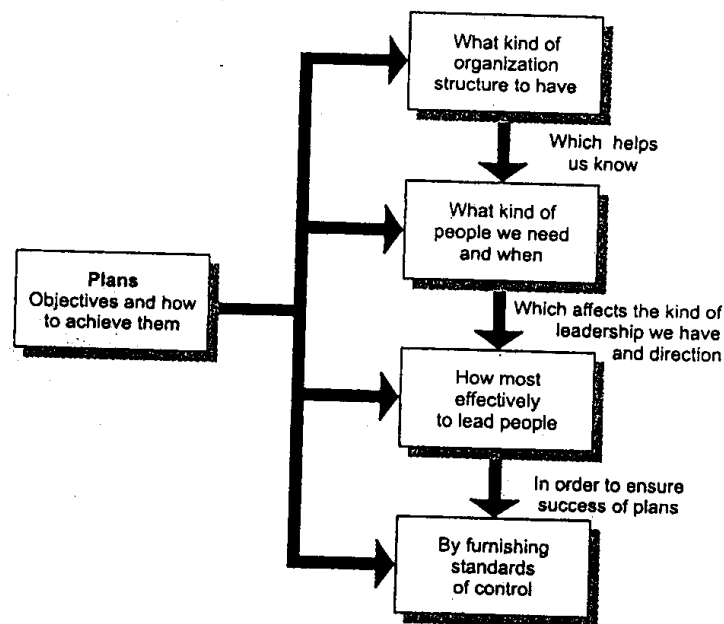 What kind of
organization
structure to have
Which helps
us know
What kind of
people we need
and when
Plans
Objectives and how
to achieve them
Which affects the kind of
leadership we have
and direction
How most
effectively
to lead people
In order to ensure
success of plans
By furnishing
standards
of control